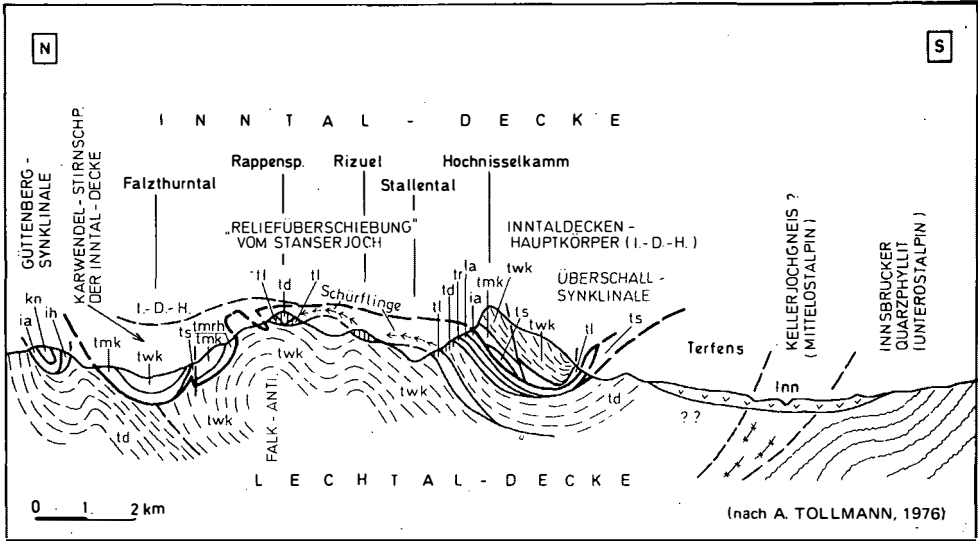 N
S
I N N T A L - D E C K E
GÜTTENBERG-
SYNKLINALE
KARWENDEL-STIRNSCHP.
DER INNTAL-DECKE
Falzthurntal
Rappensp.
Rizuel
Stallental
Hochnisselkamm
„RELIEFÜBERSCHIEBUNG"
VOM STANSERJOCH
INNTALDECKEN-
HAUPTKÖRPER (I.-D.-H.)
ÜBERSCHALL-
SYNKLINALE
KELLERJOCHGNEIS ?
(MITTELOSTALPIN)
INNSBRUCKER
QUARZPHYLLIT
(UNTEROSTALPIN)
I.-D.-H.
Schürflinge
Terfens
Inn
? ?
kn
ia
ih
tmk
twk
ts
tmrh
tmk
twk
td
tl
td
tl
twk
twk
tl
td
tr
la
ia
tmk
twk
ts
twk
tl
ts
td
FALK-ANTI.
L E C H T A L - D E C K E
0 1 2 km
(nach A. TOLLMANN, 1976)